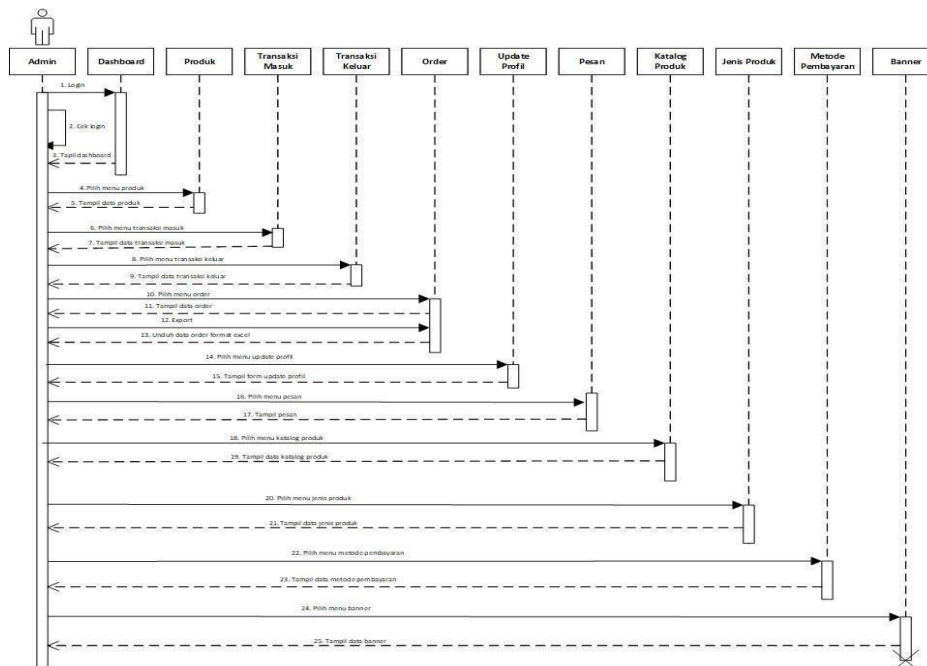 Admin
Dashboard
Produk
Transaksi
Masuk
Transaksi
Keluar
Order
Update
Profil
Pesan
Katalog
Produk
Jenis Produk
Metode
Pembayaran
Banner
1. Login
2. Cek login
3. Tapil dashboard
4. Pilih menu produk
5. Tampil data produk
6. Pilih menu transaksi masuk
7. Tampil data transaksi masuk
8. Pilih menu transaksi keluar
9. Tampil data transaksi keluar
10. Pilih menu order
11. Tampil data order
12. Export
13. Unduh data order format excel
14. Pilih menu update profil
15. Tampil form update profil
16. Pilih menu pesan
17. Tampil pesan
18. Pilih menu katalog produk
19. Tampil data katalog produk
20. Pilih menu jenis produk
21. Tampil data jenis produk
22. Pilih menu metode pembayaran
23. Tampil data metode pembayaran
24. Pilih menu banner
25. Tampil data banner